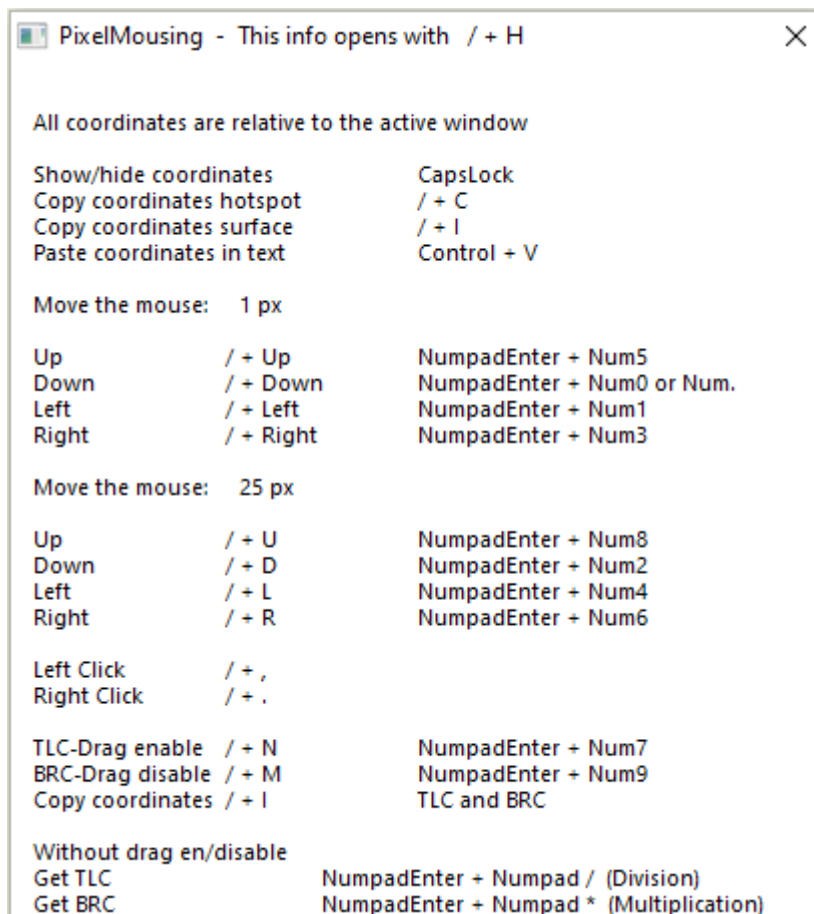 PixelMousing - This info opens with / + H
All coordinates are relative to the active window
Show/hide coordinates CapsLock
Copy coordinates hotspot / + C
Copy coordinates surface / + I
Paste coordinates in text Control + V
Move the mouse: 1 px
Up / + Up NumpadEnter + Num5
Down / + Down NumpadEnter + Num0 or Num.
Left / + Left NumpadEnter + Num1
Right / + Right NumpadEnter + Num3
Move the mouse: 25 px
Up / + U NumpadEnter + Num8
Down / + D NumpadEnter + Num2
Left / + L NumpadEnter + Num4
Right / + R NumpadEnter + Num6
Left Click / + ,
Right Click / + .
TLC-Drag enable / + N NumpadEnter + Num7
BRC-Drag disable / + M NumpadEnter + Num9
Copy coordinates / + I TLC and BRC
Without drag en/disable
Get TLC NumpadEnter + Numpad / (Division)
Get BRC NumpadEnter + Numpad * (Multiplication)